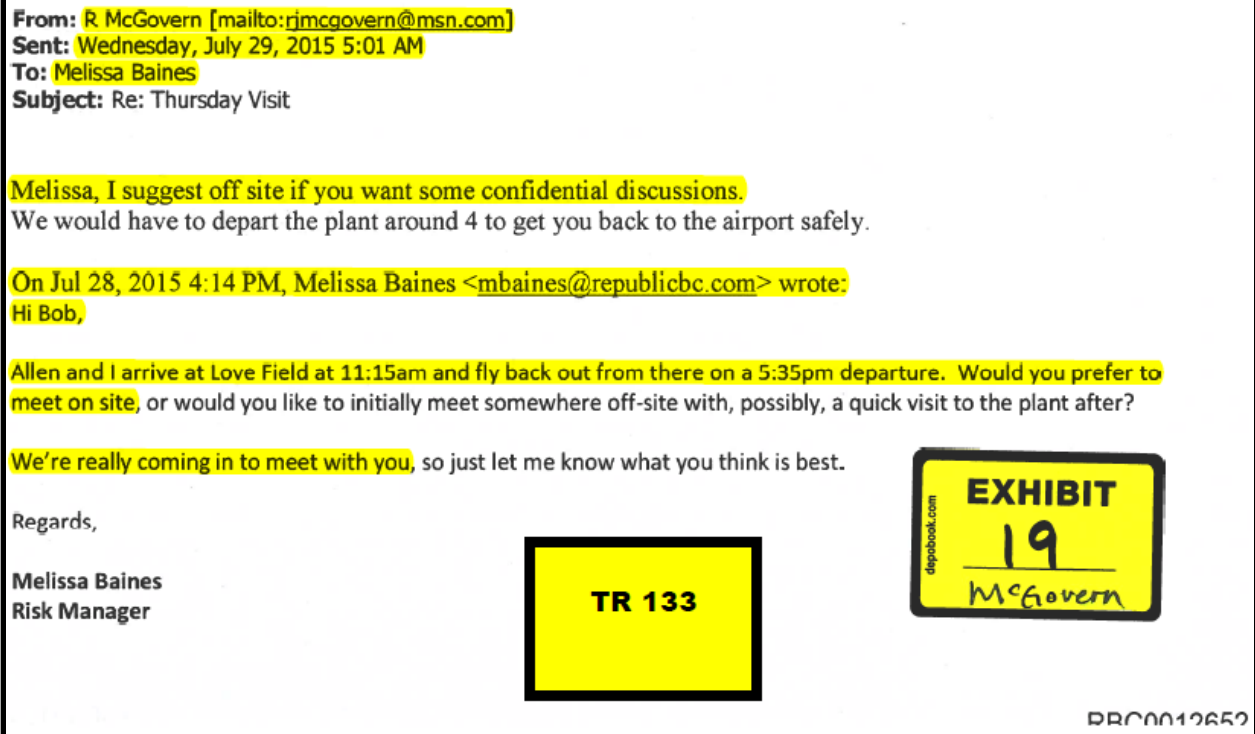 From: R McGovern [mailto:rjmcgovern@msn.com]
Sent: Wednesday, July 29, 2015 5:01 AM
To: Melissa Baines
Subject: Re: Thursday Visit
Melissa, I suggest off site if you want some confidential discussions.
We would have to depart the plant around 4 to get you back to the airport safely.
On Jul 28, 2015 4:14 PM, Melissa Baines <mbaines@republicbc.com> wrote:
Hi Bob,
Allen and I arrive at Love Field at 11:15am and fly back out from there on a 5:35pm departure.  Would you prefer to
meet on site, or would you like to initially meet somewhere off-site with, possibly, a quick visit to the plant after?
We're really coming in to meet with you, so just let me know what you think is best.
Regards,
Melissa Baines
Risk Manager
TR 133
depobook.com
EXHIBIT
19
McGovern
RBC0012652